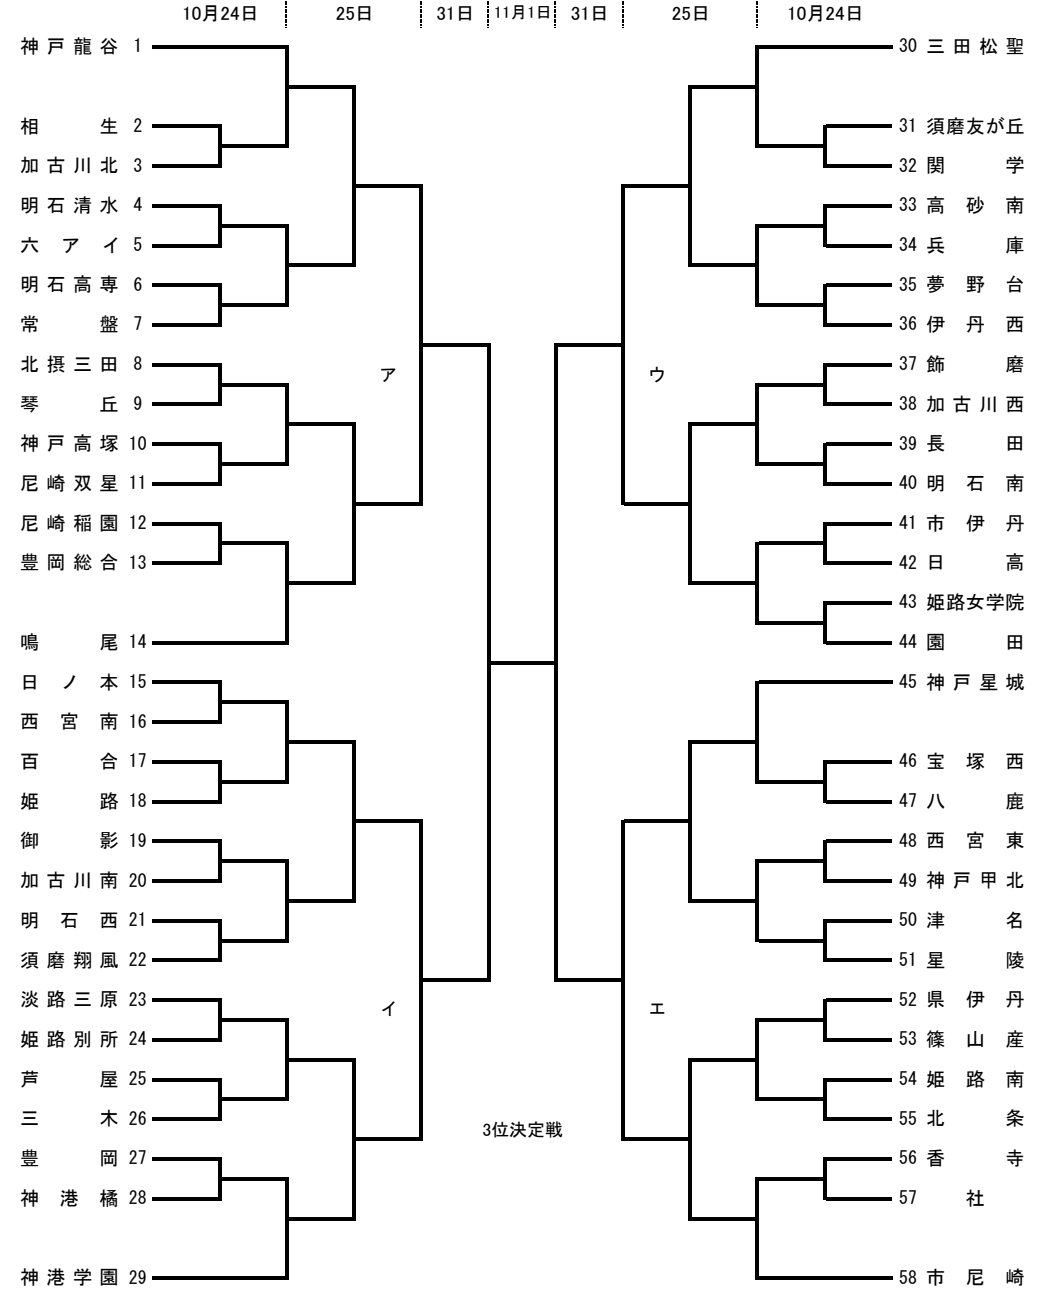 10月24日 25日 31日 11月1日 31日 25日 10月24日
神戸龍谷 1
相生 2
加古川北 3
明石清水 4
六アイ 5
明石高専 6
常盤 7
北摂三田 8
琴丘 9
神戸高塚 10
尼崎双星 11
尼崎稲園 12
豊岡総合 13
鳴尾 14
ア
日ノ本 15
西宮南 16
百合 17
姫路 18
御影 19
加古川南 20
明石西 21
須磨翔風 22
淡路三原 23
姫路別所 24
芦屋 25
三木 26
豊岡 27
神港橘 28
神港学園 29
イ
3位決定戦
30 三田松聖
31 須磨友が丘
32 関学
33 高砂南
34 兵庫
35 夢野台
36 伊丹西
37 飾磨
38 加古川西
39 長田
40 明石南
41 市伊丹
42 日高
43 姫路女学院
44 園田
ウ
45 神戸星城
46 宝塚西
47 八鹿
48 西宮東
49 神戸甲北
50 津名
51 星陵
52 県伊丹
53 篠山産
54 姫路南
55 北条
56 香寺
57 社
58 市尼崎
エ